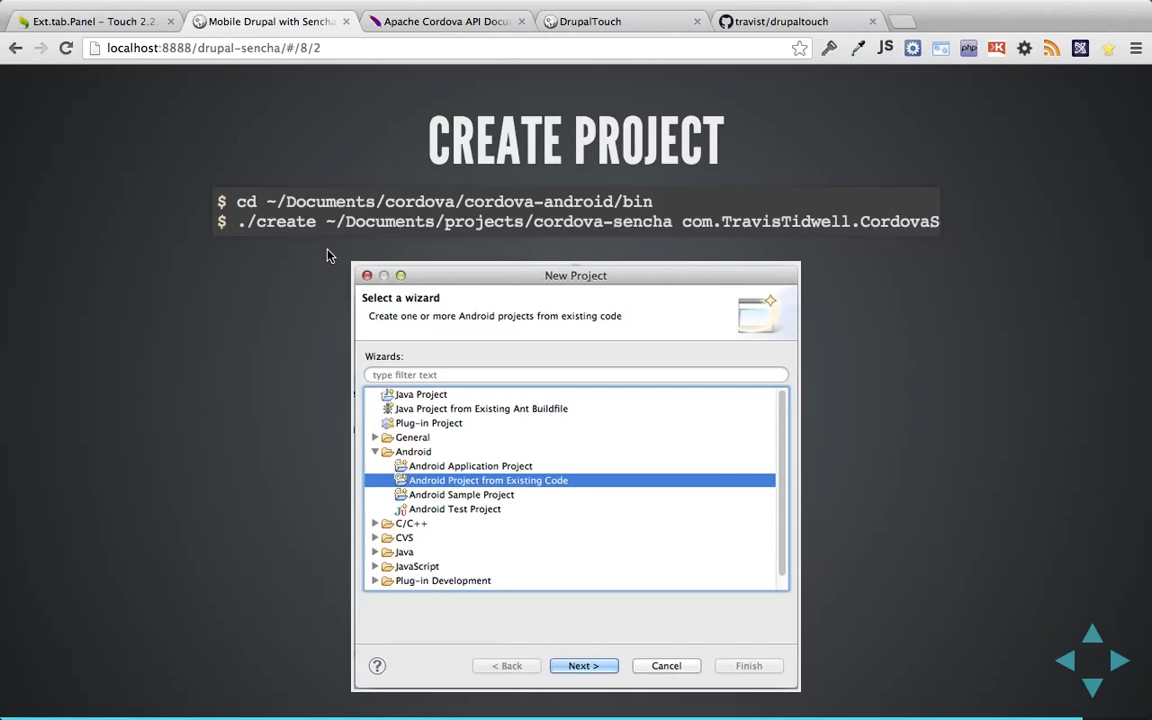 Ext.tab.Panel - Touch 2.2.
Mobile Drupal with Sencha
Apache Cordova API Docu
DrupalTouch
travist/drupaltouch
localhost:8888/drupal-sencha/#/8/2
JS
php
CREATE PROJECT
$ cd ~/Documents/cordova/cordova-android/bin
$ ./create ~/Documents/projects/cordova-sencha com.TravisTidwell.CordovaS
New Project
Select a wizard
Create one or more Android projects from existing code
Wizards:
type filter text
Java Project
Java Project from Existing Ant Buildfile
Plug-in Project
General
Android
Android Application Project
Android Project from Existing Code
Android Sample Project
Android Test Project
C/C++
CVS
Java
JavaScript
Plug-in Development
?
< Back
Next >
Cancel
Finish